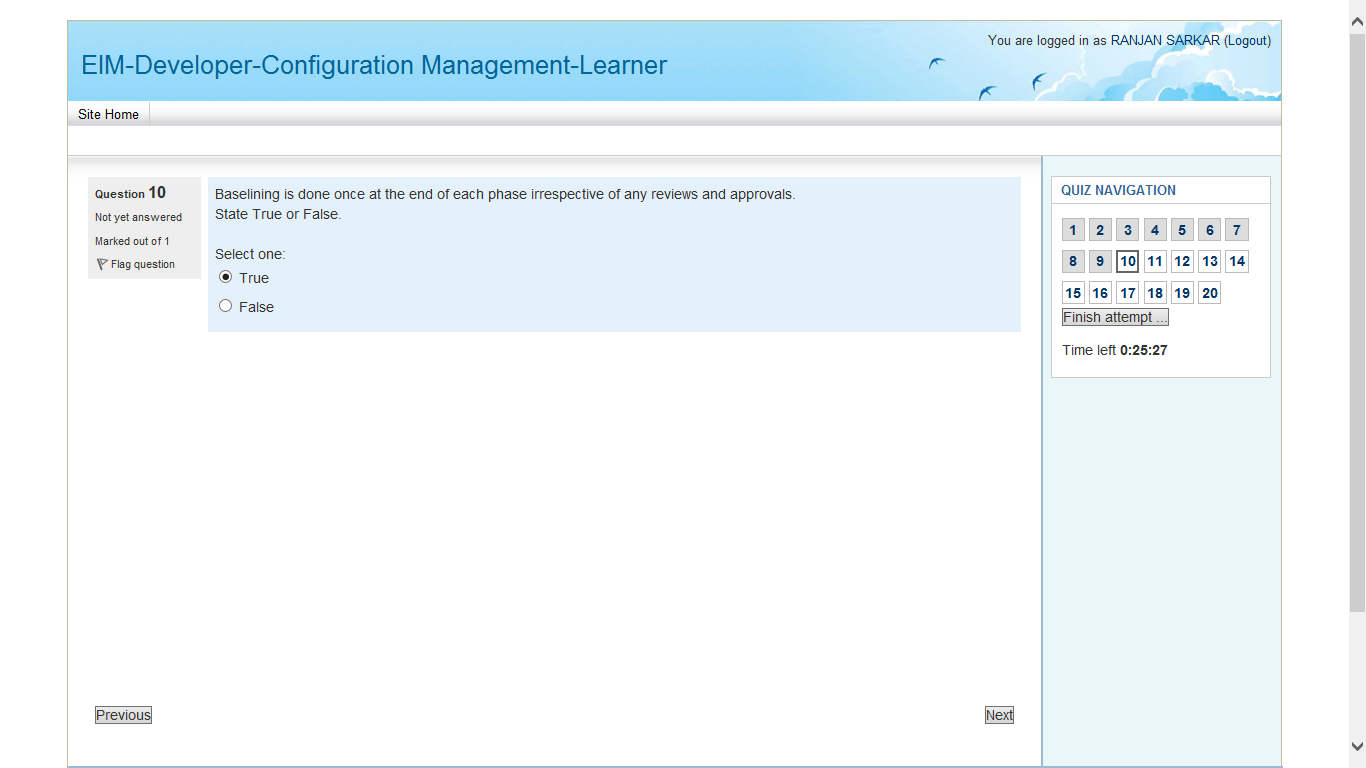 You are logged in as RANJAN SARKAR (Logout)
EIM-Developer-Configuration Management-Learner
Site Home
Question 10
Not yet answered
Marked out of 1
Flag question
Baselining is done once at the end of each phase irrespective of any reviews and approvals.
State True or False.
Select one:
True
False
Previous
Next
QUIZ NAVIGATION
1 2 3 4 5 6 7
8 9 10 11 12 13 14
15 16 17 18 19 20
Finish attempt ...
Time left 0:25:27